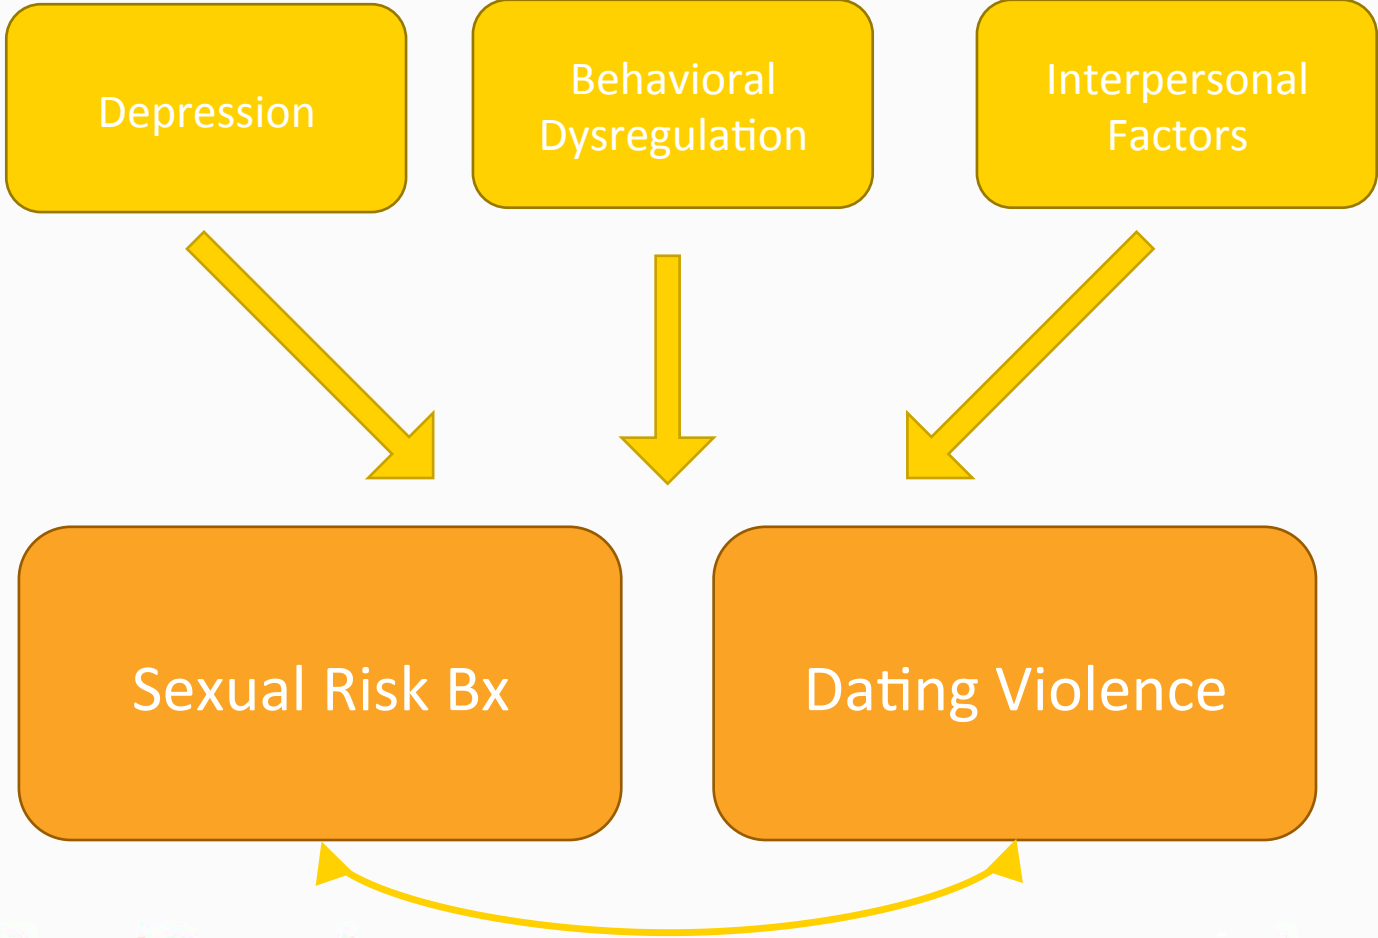 Depression
Behavioral
Dysregulation
Interpersonal
Factors
Sexual Risk Bx
Dating Violence